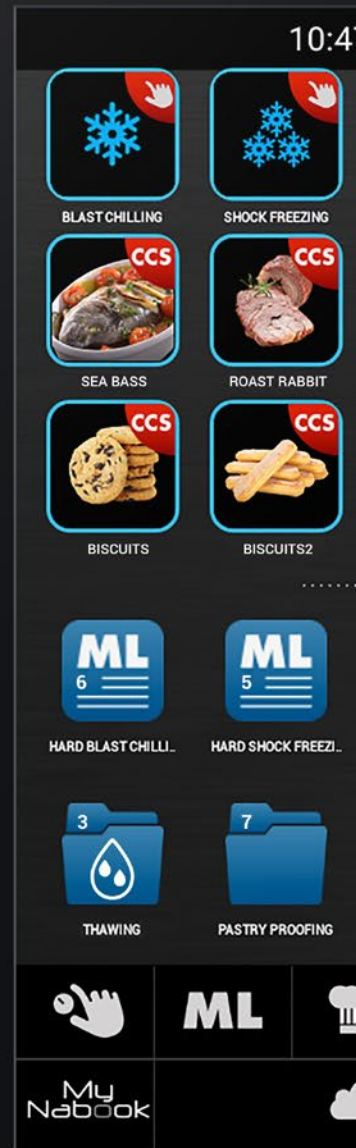 10:47
BLAST CHILLING
SHOCK FREEZING
CCS
CCS
SEA BASS
ROAST RABBIT
CCS
CCS
BISCUITS
BISCUITS2
ML
6
ML
5
HARD BLAST CHILLI..
HARD SHOCK FREEZI..
3
7
THAWING
PASTRY PROOFING
ML
My
Nabook